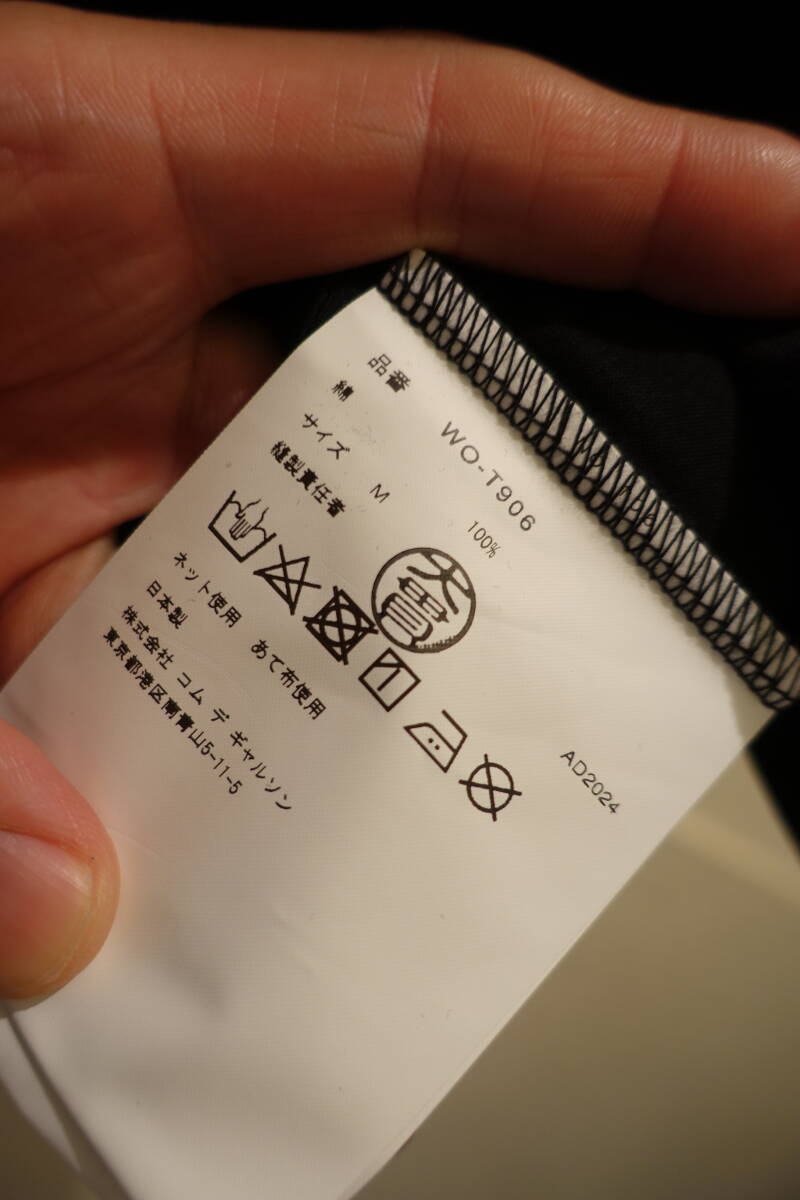 品番 WO-T906
綿 100%
サイズ M
縫製責任者 大貫
AD2024
ネット使用 あて布使用
日本製
株式会社 コム デ ギャルソン
東京都港区南青山5-11-5